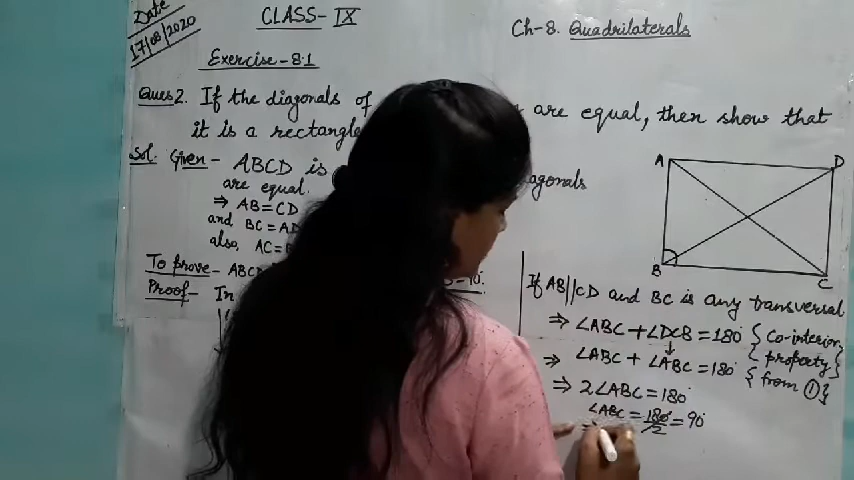 Date
17/08/2020
CLASS- IX
Ch-8. Quadrilaterals
Exercise-8.1
Ques 2. If the diagonals of are equal, then show that
it is a rectangle
Sol. Given- ABCD is agonals
are equal.
⇒ AB=CD
and BC=AD
also, AC=
To prove- ABCD
Proof- In
A
D
B
C
If AB||CD and BC is any transversal
⇒ ∠ABC+∠DCB=180° { Co-interior
⇒ ∠ABC + ∠ABC=180° { property }
{ from ① }
⇒ 2∠ABC=180°
∠ABC=180°/2=90°